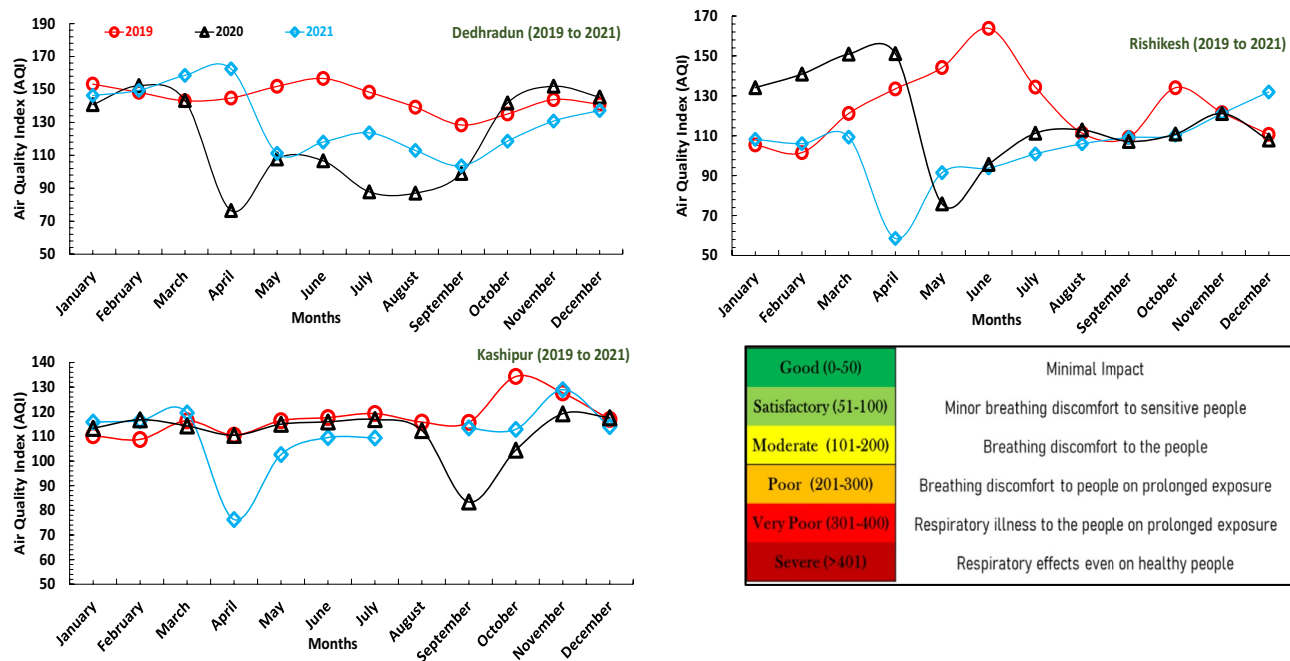 2019 2020 2021
Dedhradun (2019 to 2021)
Air Quality Index (AQI)
190
170
150
130
110
90
70
50
January February March April May June July August September October November December
Months
Rishikesh (2019 to 2021)
Air Quality Index (AQI)
170
150
130
110
90
70
50
January February March April May June July August September October November December
Months
Kashipur (2019 to 2021)
Air Quality Index (AQI)
140
130
120
110
100
90
80
70
60
50
January February March April May June July August September October November December
Months
Good (0-50) Minimal Impact
Satisfactory (51-100) Minor breathing discomfort to sensitive people
Moderate (101-200) Breathing discomfort to the people
Poor (201-300) Breathing discomfort to people on prolonged exposure
Very Poor (301-400) Respiratory illness to the people on prolonged exposure
Severe (>401) Respiratory effects even on healthy people